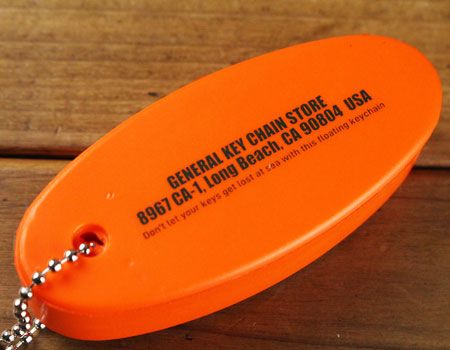 GENERAL KEY CHAIN STORE
8967 CA-1, Long Beach, CA 90804 USA
Don't let your keys get lost at sea with this floating keychain